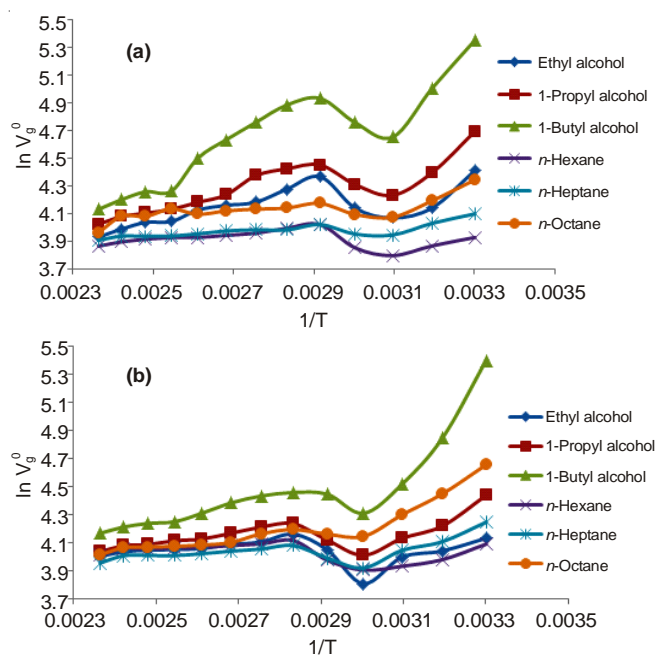 (a)
5.5
5.3
5.1
4.9
4.7
4.5
4.3
4.1
3.9
3.7
ln V_g^0
0.0023 0.0025 0.0027 0.0029 0.0031 0.0033 0.0035
1/T
Ethyl alcohol
1-Propyl alcohol
1-Butyl alcohol
n-Hexane
n-Heptane
n-Octane
(b)
5.5
5.3
5.1
4.9
4.7
4.5
4.3
4.1
3.9
3.7
ln V_g^0
0.0023 0.0025 0.0027 0.0029 0.0031 0.0033 0.0035
1/T
Ethyl alcohol
1-Propyl alcohol
1-Butyl alcohol
n-Hexane
n-Heptane
n-Octane